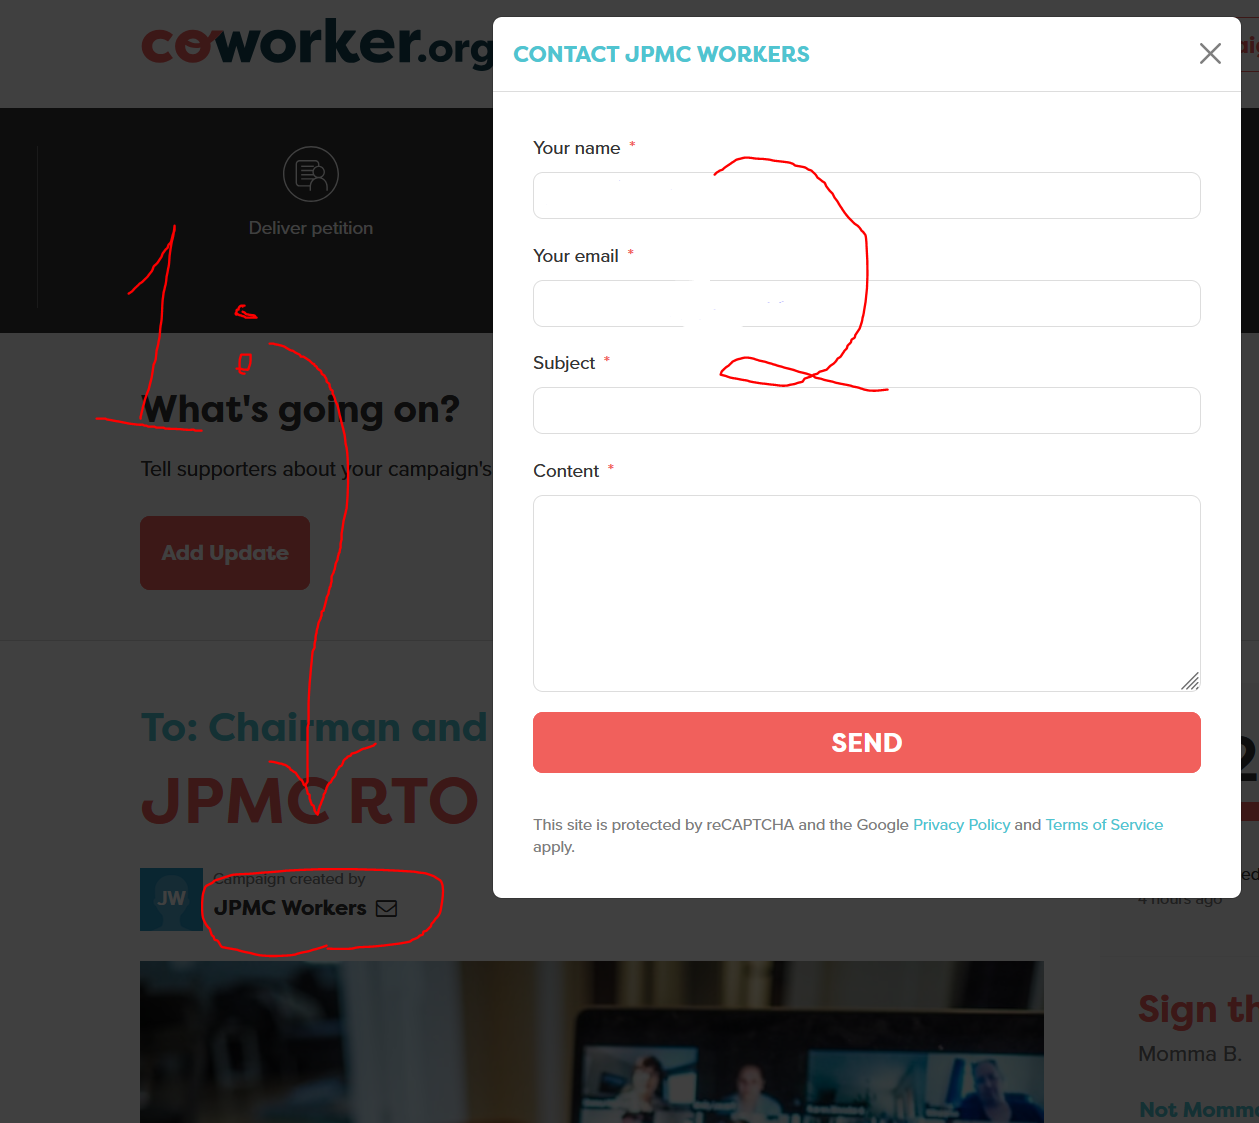 coworker.org
Deliver petition
1
What's going on?
Tell supporters about your campaign's
Add Update
To: Chairman and
JPMC RTO
JW
Campaign created by
JPMC Workers
CONTACT JPMC WORKERS
Your name *
Your email *
Subject *
Content *
2
SEND
This site is protected by reCAPTCHA and the Google Privacy Policy and Terms of Service
apply.
4 hours ago
Sign th
Momma B.
Not Momm